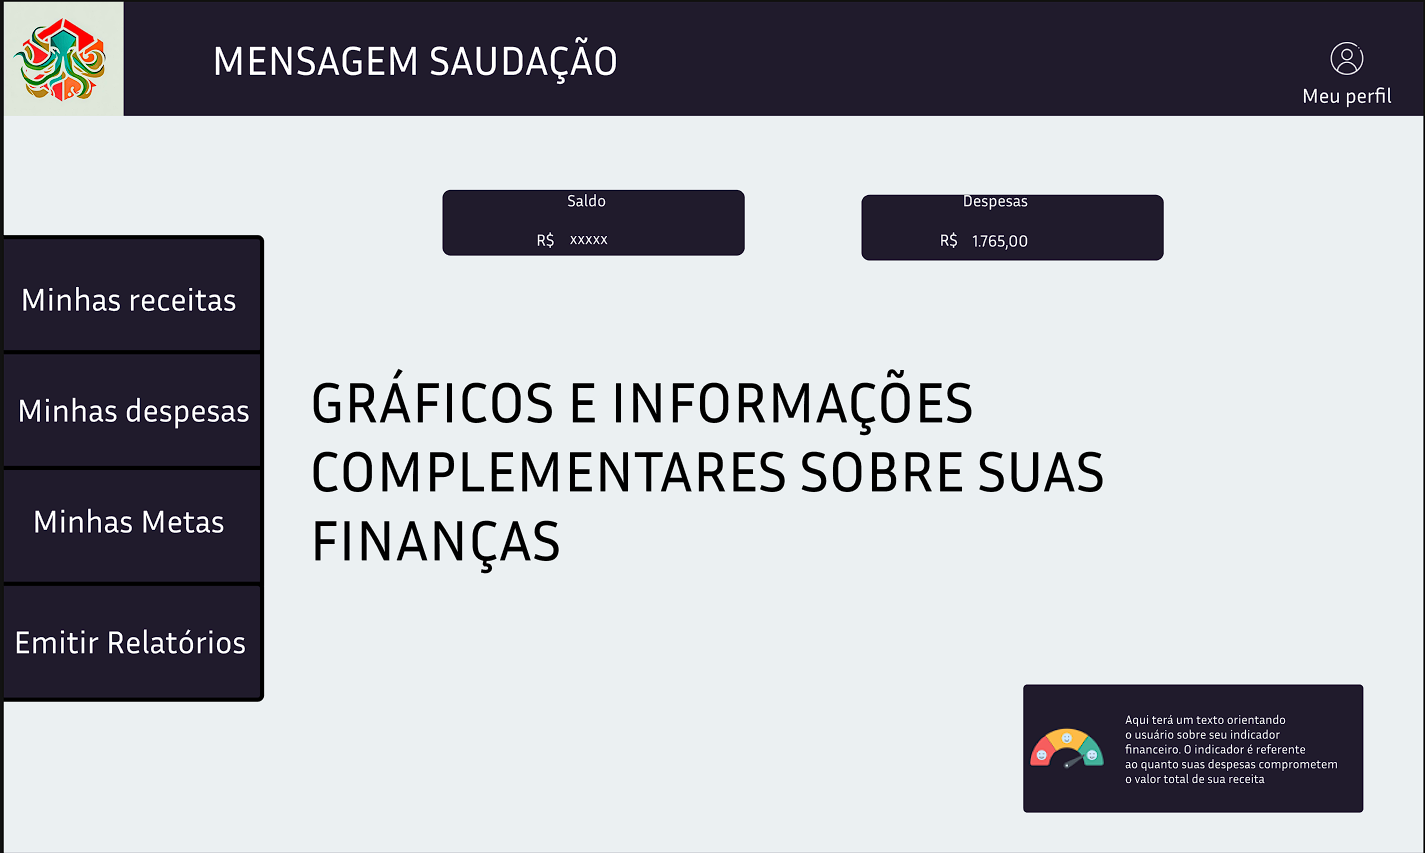 MENSAGEM SAUDAÇÃO
Meu perfil
Saldo
R$ xxxxx
Despesas
R$ 1.765,00
Minhas receitas
Minhas despesas
Minhas Metas
Emitir Relatórios
GRÁFICOS E INFORMAÇÕES
COMPLEMENTARES SOBRE SUAS
FINANÇAS
Aqui terá um texto orientando
o usuário sobre seu indicador
financeiro. O indicador é referente
ao quanto suas despesas comprometem
o valor total de sua receita